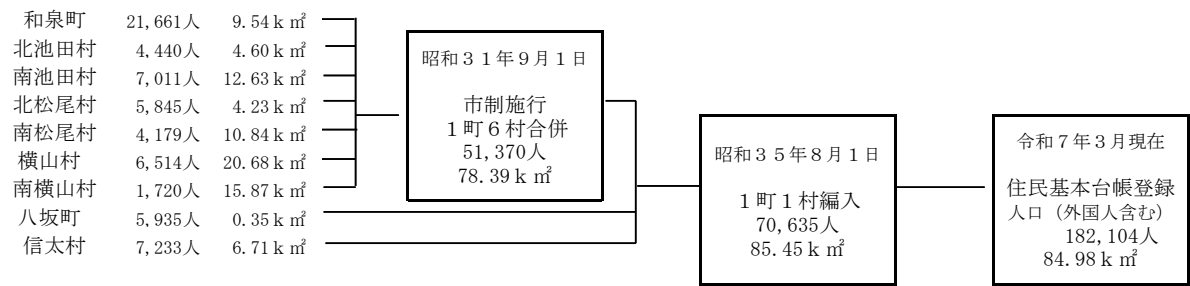 和泉町 21,661人 9.54ｋ㎡
北池田村 4,440人 4.60ｋ㎡
南池田村 7,011人 12.63ｋ㎡
北松尾村 5,845人 4.23ｋ㎡
南松尾村 4,179人 10.84ｋ㎡
横山村 6,514人 20.68ｋ㎡
南横山村 1,720人 15.87ｋ㎡
八坂町 5,935人 0.35ｋ㎡
信太村 7,233人 6.71ｋ㎡
昭和３１年９月１日
市制施行
１町６村合併
51,370人
78.39ｋ㎡
昭和３５年８月１日
１町１村編入
70,635人
85.45ｋ㎡
令和７年３月現在
住民基本台帳登録
人口（外国人含む）
182,104人
84.98ｋ㎡